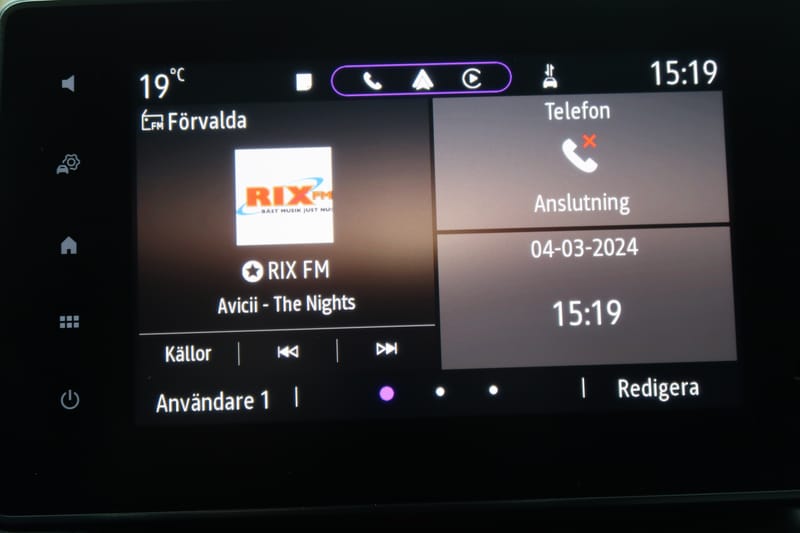 19°C
15:19
FM Förvalda
RIX FM
BÄST MUSIK JUST NU!
RIX FM
Avicii - The Nights
Källor
Telefon
Anslutning
04-03-2024
15:19
Användare 1
Redigera